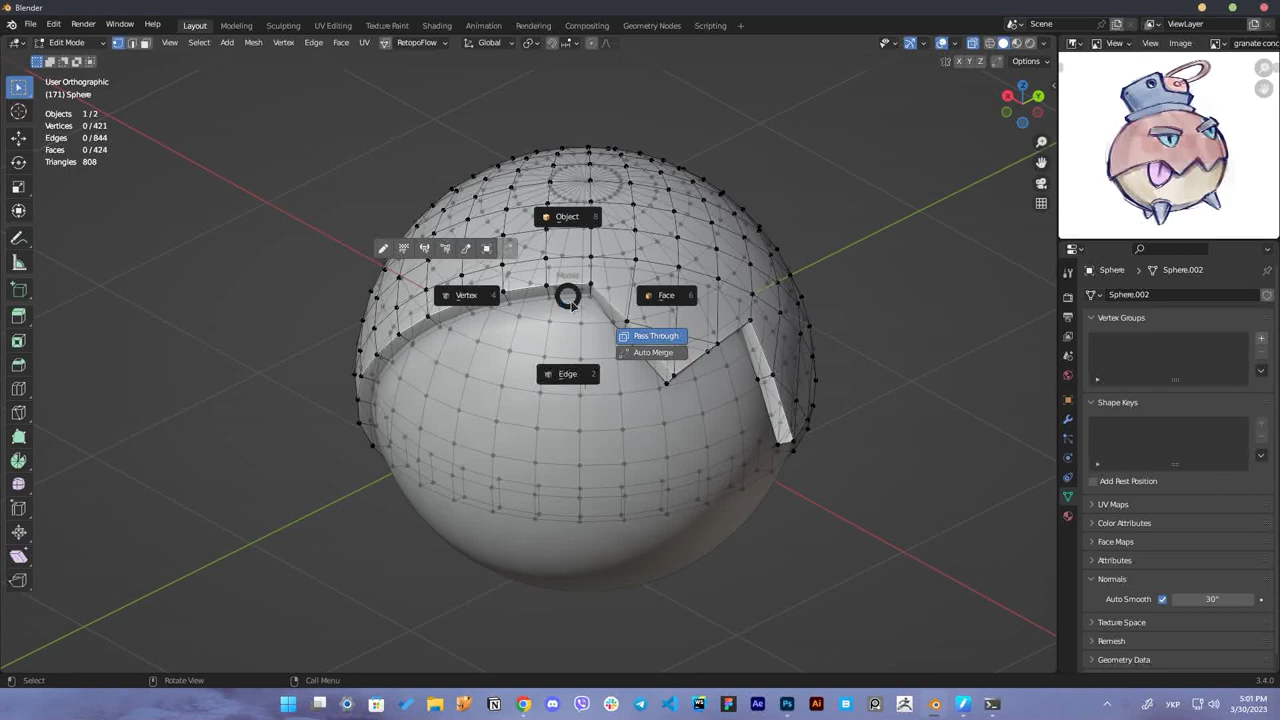 Blender
File Edit Render Window Help Layout Modeling Sculpting UV Editing Texture Paint Shading Animation Rendering Compositing Geometry Nodes Scripting + Scene ViewLayer
Edit Mode View Select Add Mesh Vertex Edge Face UV RetopoFlow Global View View Image granate conc
X Y Z Options
User Orthographic
(171) Sphere
Objects 1/2
Vertices 0/421
Edges 0/844
Faces 0/424
Triangles 808
X Y Z
Object 8
Modes
Vertex 4
Face 6
Pass Through
Auto Merge
Edge 2
Sphere Sphere.002
Sphere.002
Vertex Groups
Shape Keys
Add Rest Position
UV Maps
Color Attributes
Face Maps
Attributes
Normals
Auto Smooth 30°
Texture Space
Remesh
Geometry Data
Select Rotate View Call Menu 3.4.0
УКР 5:01 PM
3/30/2023